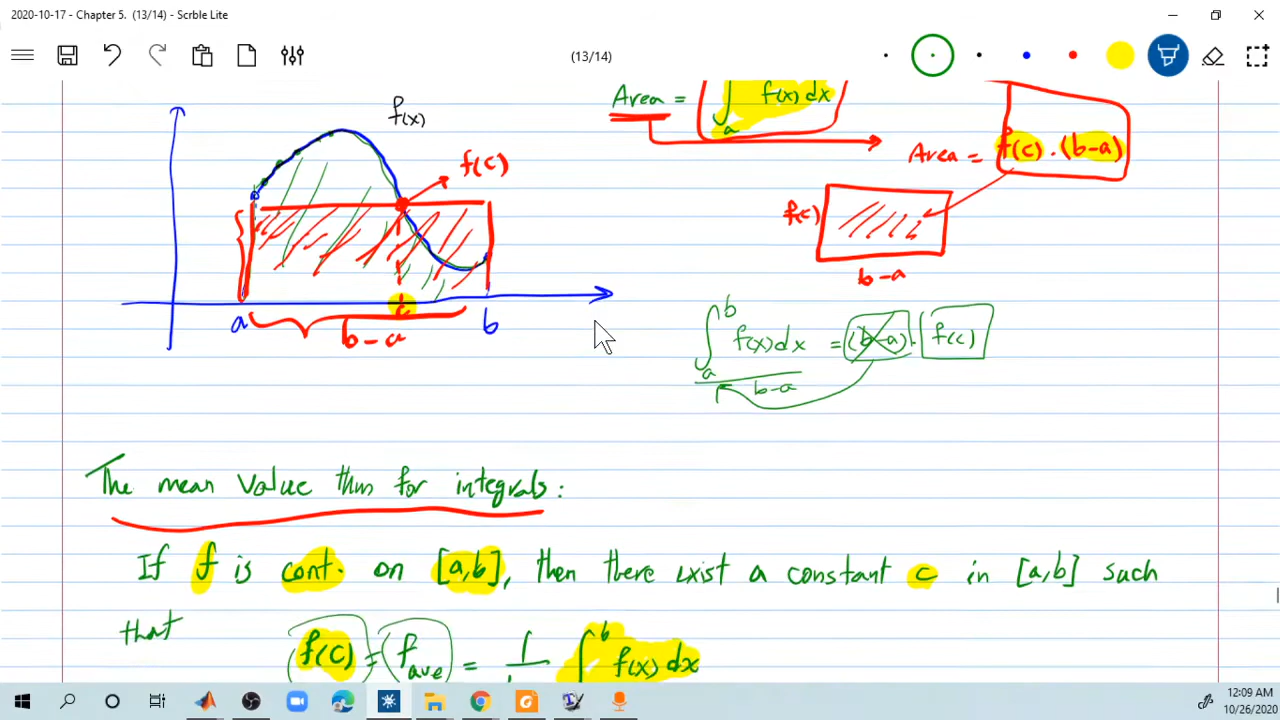 2020-10-17 - Chapter 5. (13/14) - Scrble Lite
(13/14)
f(x)
f(c)
a
c
b
b-a
Area = ∫a f(x)dx
Area = f(c) · (b-a)
f(c)
b-a
∫a^b f(x)dx = (b-a) · f(c)
b-a
The mean value thm for integrals:
If f is cont. on [a,b], then there exist a constant c in [a,b] such
that
f(c) = f ave = 1 ∫^b f(x)dx
12:09 AM
10/26/2020